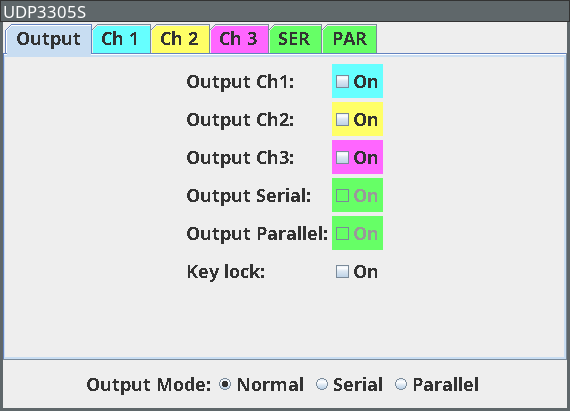 UDP3305S
Output Ch 1 Ch 2 Ch 3 SER PAR
Output Ch1: On
Output Ch2: On
Output Ch3: On
Output Serial: On
Output Parallel: On
Key lock: On
Output Mode: Normal Serial Parallel